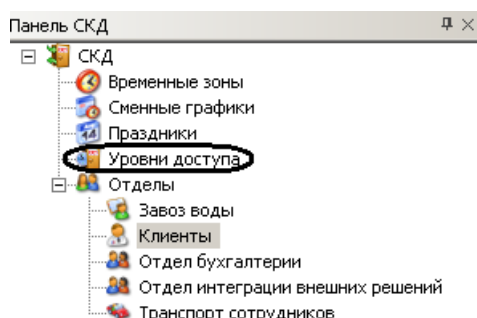 Панель СКД
СКД
Временные зоны
Сменные графики
Праздники
Уровни доступа
Отделы
Завоз воды
Клиенты
Отдел бухгалтерии
Отдел интеграции внешних решений
Транспорт сотрудников